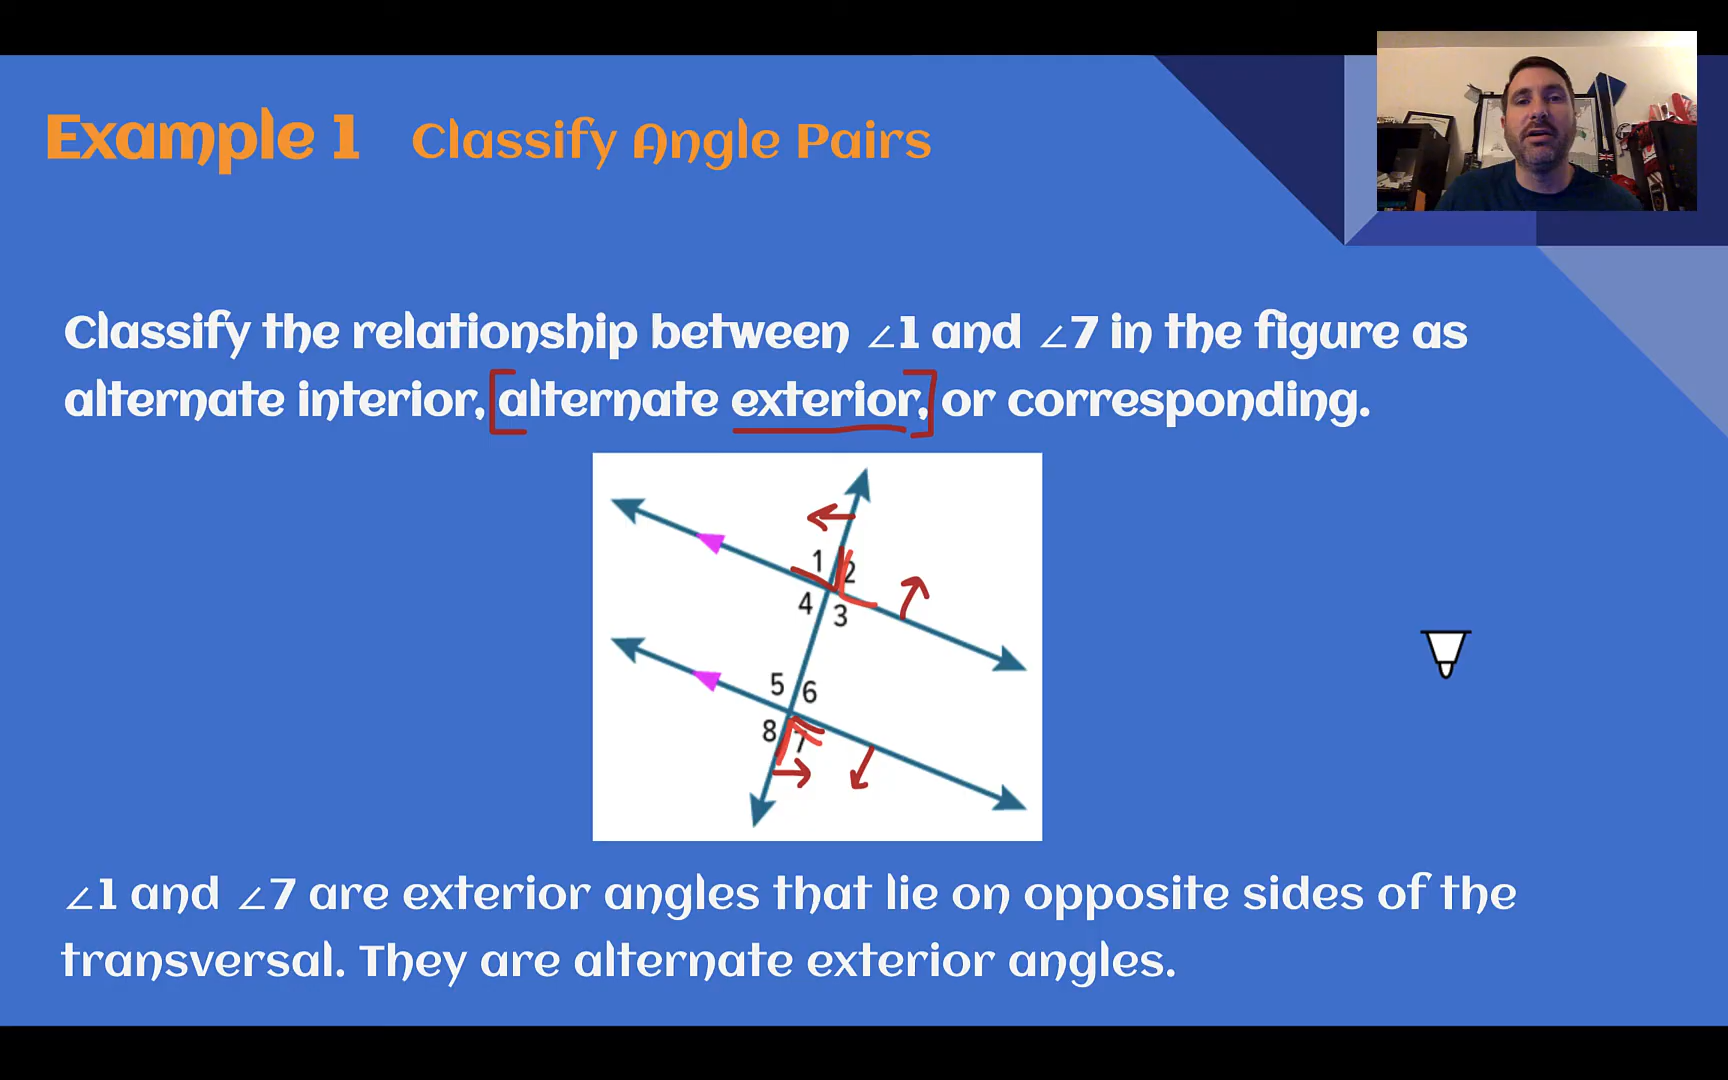 Example 1 Classify Angle Pairs
Classify the relationship between ∠1 and ∠7 in the figure as
alternate interior, alternate exterior, or corresponding.
1
2
4
3
5 6
8
7
∠1 and ∠7 are exterior angles that lie on opposite sides of the
transversal. They are alternate exterior angles.